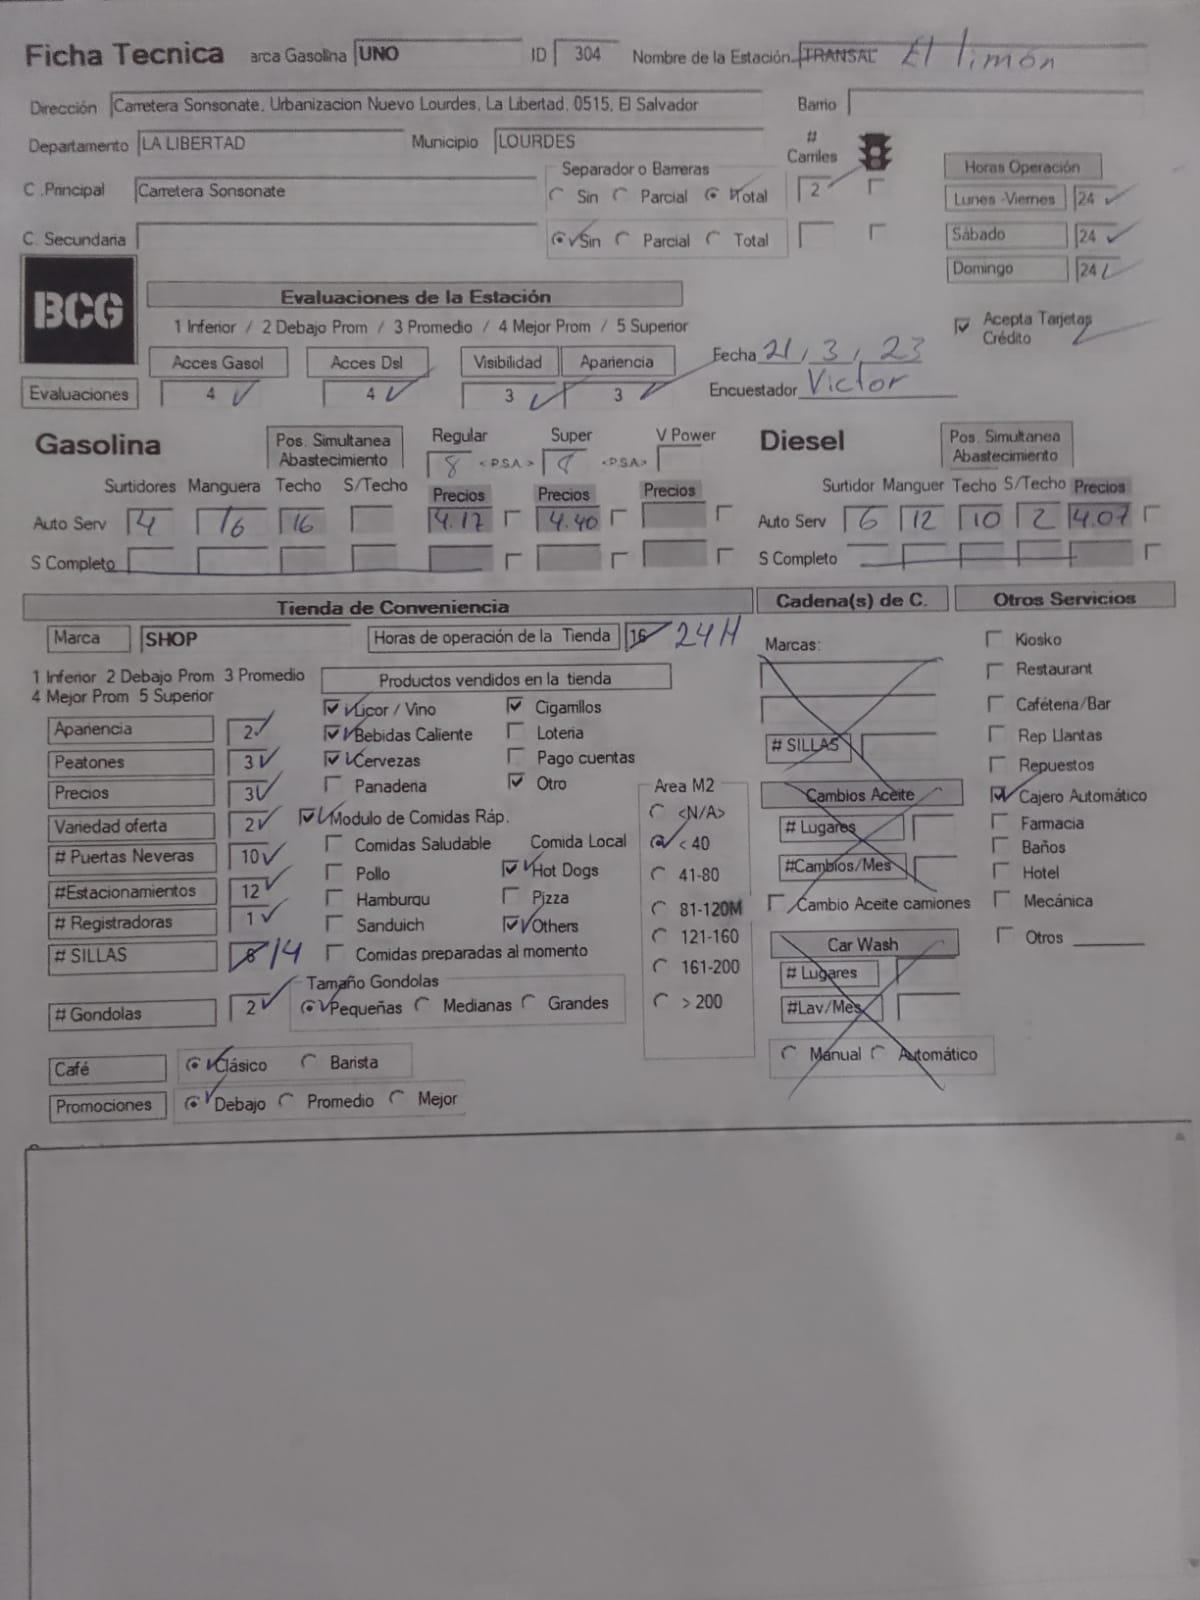 Ficha Tecnica arca Gasolina UNO ID 304 Nombre de la Estación TRANSAL El limón
Dirección Carretera Sonsonate, Urbanizacion Nuevo Lourdes, La Libertad, 0515, El Salvador Barrio
Departamento LA LIBERTAD Municipio LOURDES # Carriles
Separador o Barreras Horas Operación
C .Principal Carretera Sonsonate Sin Parcial Total 2 Lunes -Viernes 24
C. Secundaria Sin Parcial Total Sábado 24
Domingo 24
BCG Evaluaciones de la Estación
1 Inferior / 2 Debajo Prom / 3 Promedio / 4 Mejor Prom / 5 Superior Acepta Tarjetas Crédito
Acces Gasol Acces Dsl Visibilidad Apariencia Fecha 21, 3, 23
Evaluaciones 4 4 3 3 Encuestador Victor
Gasolina Pos. Simultanea Abastecimiento Regular Super V Power Diesel Pos. Simultanea Abastecimiento
8 <P.S.A.> 8 <P.S.A>
Surtidores Manguera Techo S/Techo Precios Precios Precios Surtidor Manguer Techo S/Techo Precios
Auto Serv 4 16 16 4.17 4.40 Auto Serv 6 12 10 2 4.07
S Completo S Completo
Tienda de Conveniencia Cadena(s) de C. Otros Servicios
Marca SHOP Horas de operación de la Tienda 16 24H Marcas: Kiosko
1 Inferior 2 Debajo Prom 3 Promedio Productos vendidos en la tienda Restaurant
4 Mejor Prom 5 Superior
Apariencia 2 Licor / Vino Cigarrillos Caféteria/Bar
Bebidas Caliente Loteria # SILLAS Rep Llantas
Peatones 3 Cervezas Pago cuentas Repuestos
Precios 3 Panaderia Otro Area M2 Cambios Aceite Cajero Automático
Variedad oferta 2 Modulo de Comidas Ráp. <N/A> # Lugares Farmacia
# Puertas Neveras 10 Comidas Saludable Comida Local < 40 Baños
#Estacionamientos 12 Pollo Hot Dogs 41-80 #Cambios/Mes Hotel
# Registradoras 1 Hamburqu Pizza 81-120M Cambio Aceite camiones Mecánica
Sanduich Others 121-160 Car Wash Otros
# SILLAS 8 14 Comidas preparadas al momento 161-200 # Lugares
Tamaño Gondolas
# Gondolas 2 Pequeñas Medianas Grandes > 200 #Lav/Mes
Café Clásico Barista Manual Automático
Promociones Debajo Promedio Mejor